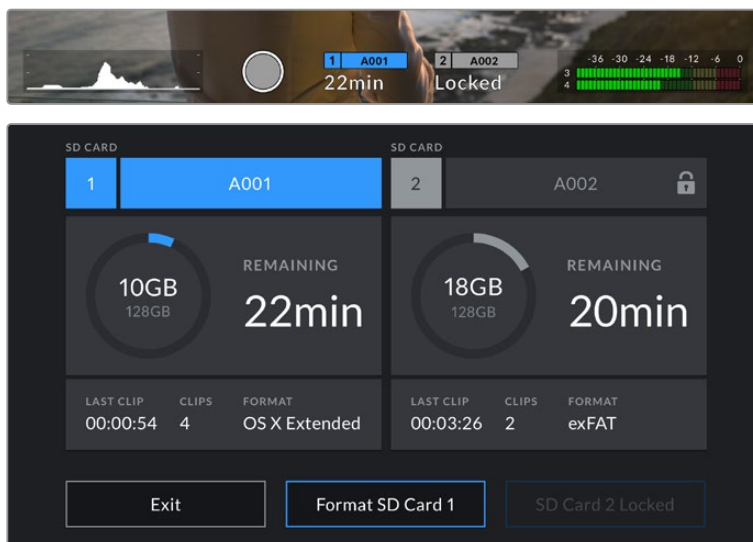 1 A001 2 A002 -36 -30 -24 -18 -12 -6 0
22min Locked 3
4
SD CARD SD CARD
1 A001 2 A002
10GB REMAINING 18GB REMAINING
128GB 22min 128GB 20min
LAST CLIP CLIPS FORMAT LAST CLIP CLIPS FORMAT
00:00:54 4 OS X Extended 00:03:26 2 exFAT
Exit Format SD Card 1 SD Card 2 Locked